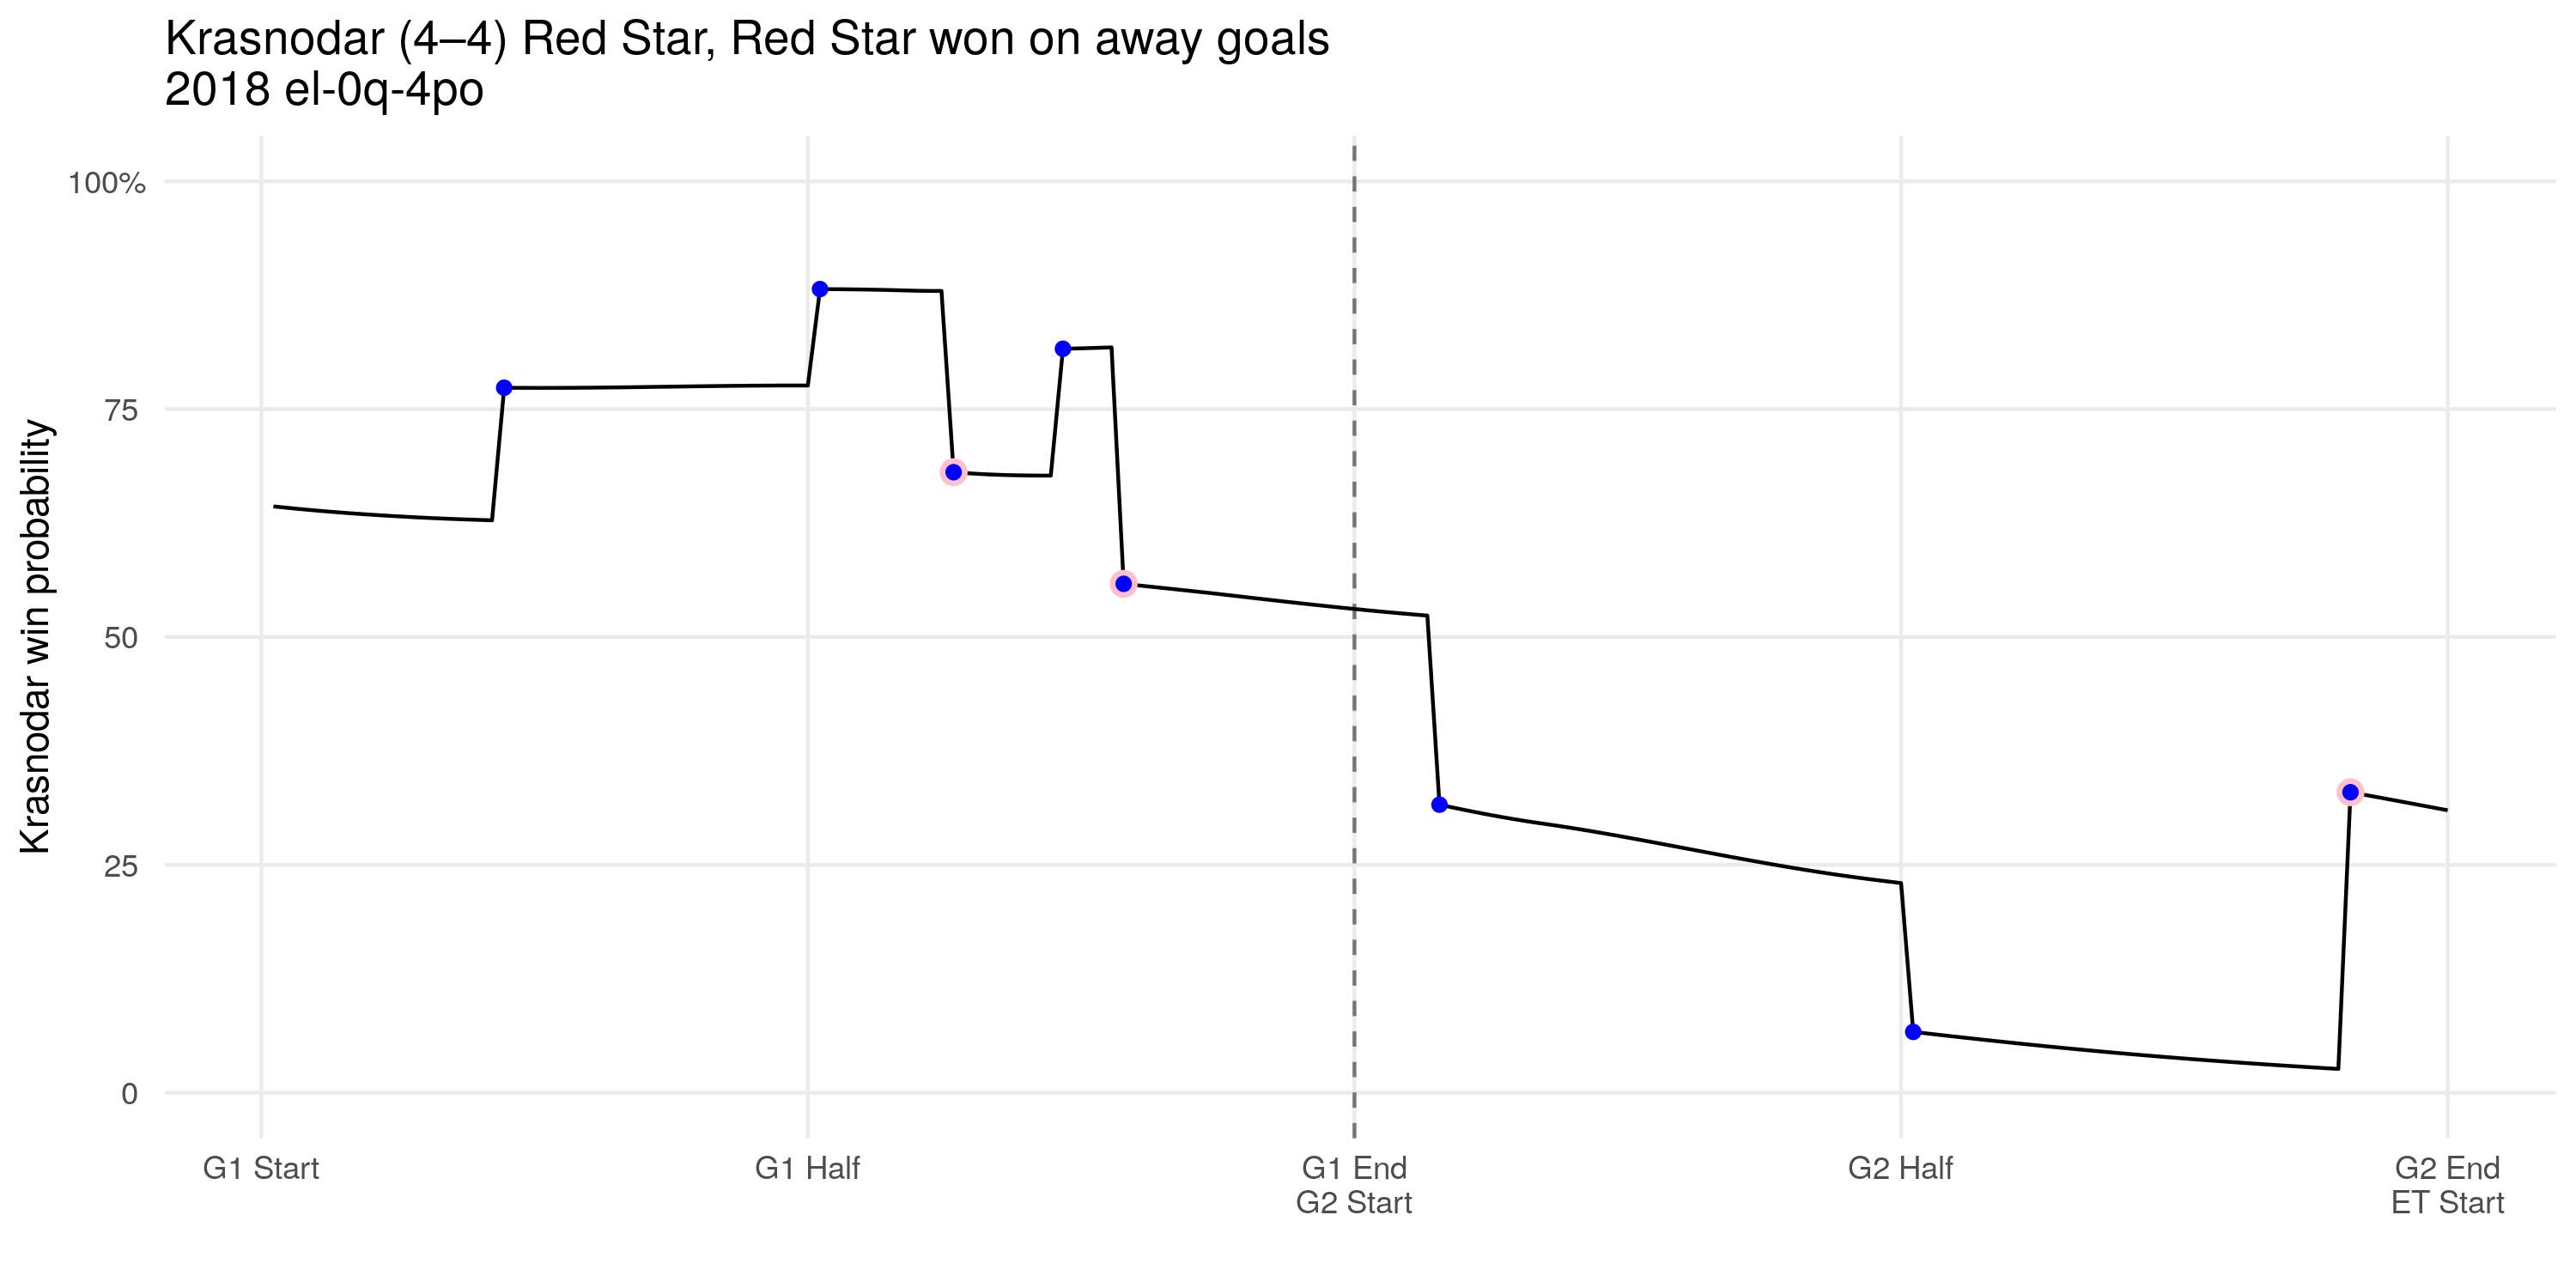 Krasnodar (4–4) Red Star, Red Star won on away goals
2018 el-0q-4po
Krasnodar win probability
100%
75
50
25
0
G1 Start
G1 Half
G1 End
G2 Start
G2 Half
G2 End
ET Start